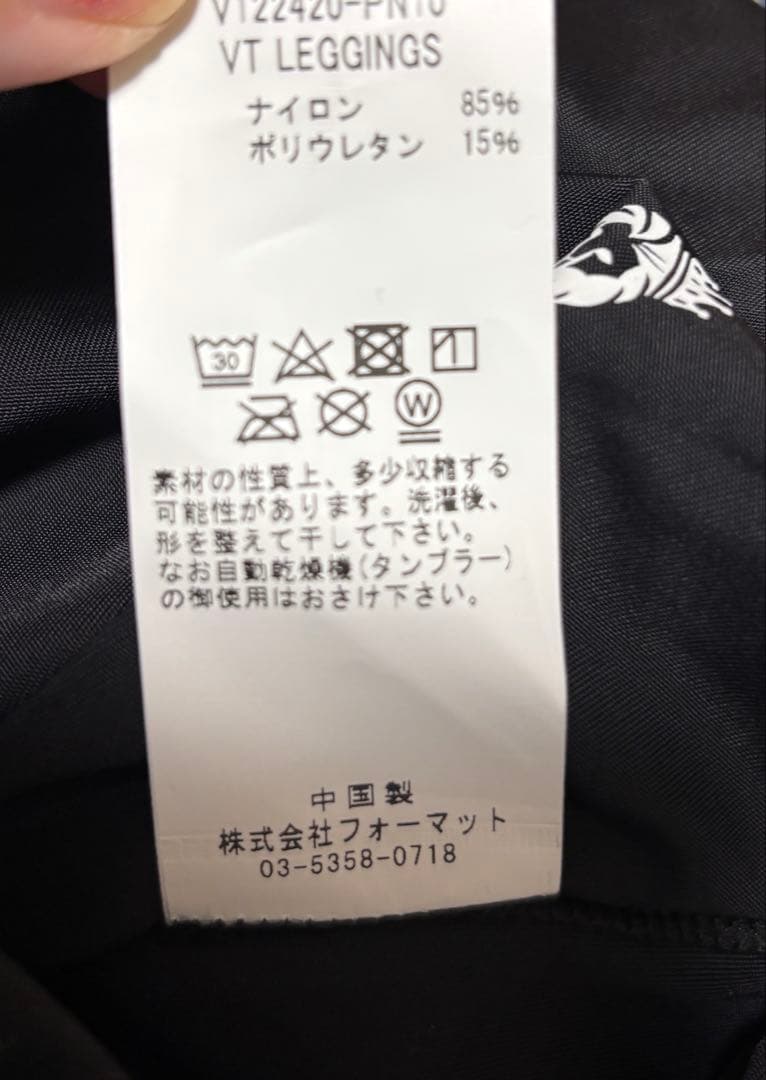 V122420-PN10
VT LEGGINGS
ナイロン 85%
ポリウレタン 15%
30
W
素材の性質上、多少収縮する
可能性があります。洗濯後、
形を整えて干して下さい。
なお自動乾燥機(タンブラー)
の御使用はおさけ下さい。
中国製
株式会社フォーマット
03-5358-0718